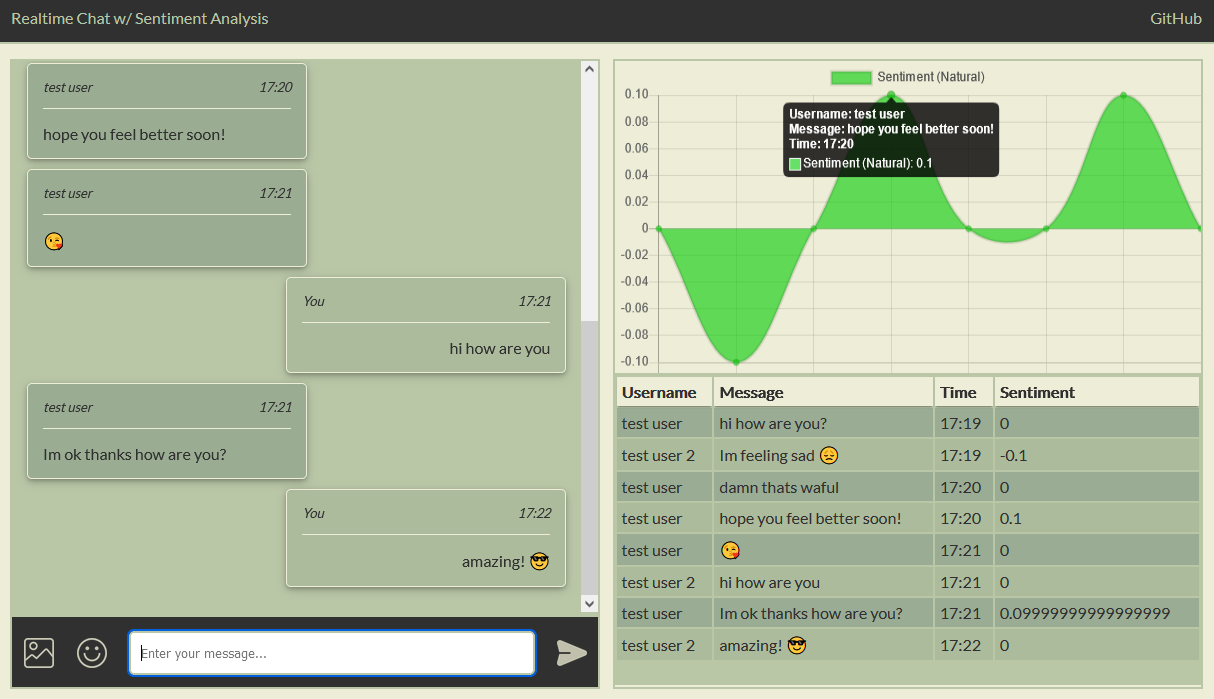 Realtime Chat w/ Sentiment Analysis
GitHub
test user 17:20
hope you feel better soon!
test user 17:21
😘
You 17:21
hi how are you
test user 17:21
Im ok thanks how are you?
You 17:22
amazing! 😎
Enter your message...
Sentiment (Natural)
0.10
0.08
0.06
0.04
0.02
0
-0.02
-0.04
-0.06
-0.08
-0.10
Username: test user
Message: hope you feel better soon!
Time: 17:20
Sentiment (Natural): 0.1
Username Message Time Sentiment
test user hi how are you? 17:19 0
test user 2 Im feeling sad 😞 17:19 -0.1
test user damn thats waful 17:20 0
test user hope you feel better soon! 17:20 0.1
test user 😘 17:21 0
test user 2 hi how are you 17:21 0
test user Im ok thanks how are you? 17:21 0.09999999999999999
test user 2 amazing! 😎 17:22 0